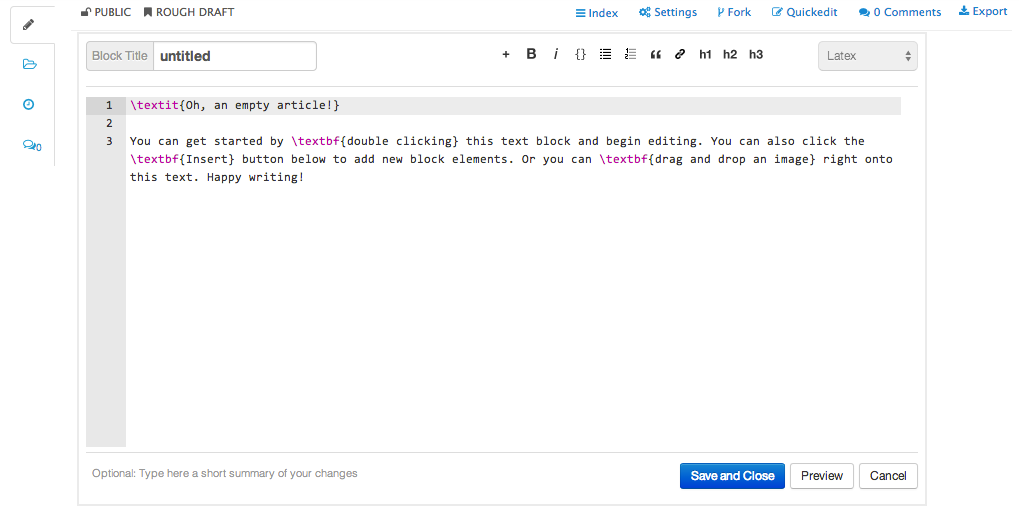 PUBLIC ROUGH DRAFT Index Settings Fork Quickedit 0 Comments Export
Block Title untitled + B i {} “ h1 h2 h3 Latex
1 \textit{Oh, an empty article!}
2
3 You can get started by \textbf{double clicking} this text block and begin editing. You can also click the
\textbf{Insert} button below to add new block elements. Or you can \textbf{drag and drop an image} right onto
this text. Happy writing!
0
Optional: Type here a short summary of your changes Save and Close Preview Cancel